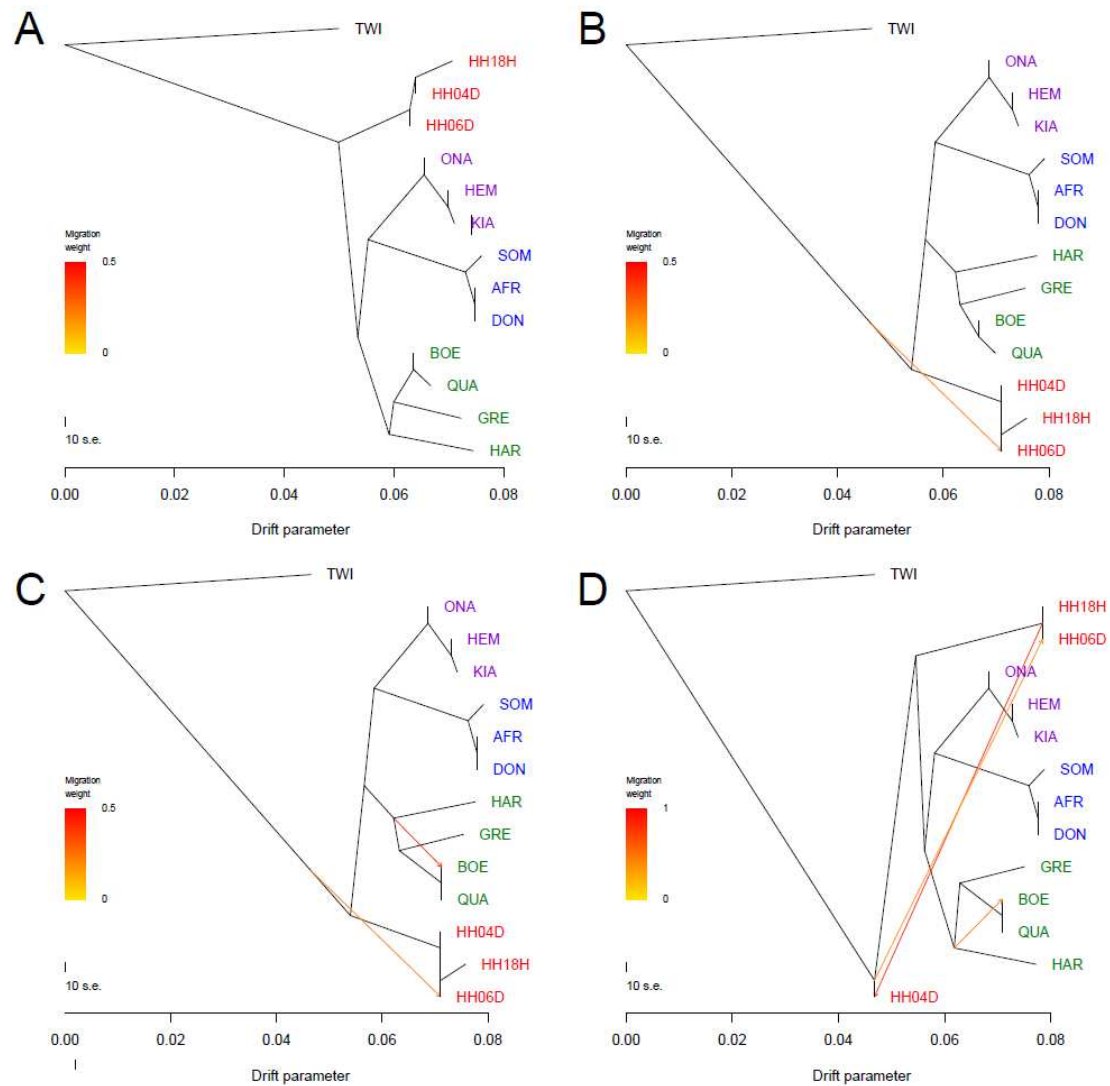 A
TWI
HH18H
HH04D
HH06D
ONA
HEM
KIA
SOM
AFR
DON
BOE
QUA
GRE
HAR
Migration
weight
0.5
0
10 s.e.
0.00 0.02 0.04 0.06 0.08
Drift parameter
B
TWI
ONA
HEM
KIA
SOM
AFR
DON
HAR
GRE
BOE
QUA
HH04D
HH18H
HH06D
Migration
weight
0.5
0
10 s.e.
0.00 0.02 0.04 0.06 0.08
Drift parameter
C
TWI
ONA
HEM
KIA
SOM
AFR
DON
HAR
GRE
BOE
QUA
HH04D
HH18H
HH06D
Migration
weight
0.5
0
10 s.e.
0.00 0.02 0.04 0.06 0.08
Drift parameter
D
TWI
HH18H
HH06D
ONA
HEM
KIA
SOM
AFR
DON
GRE
BOE
QUA
HAR
HH04D
Migration
weight
1
0
10 s.e.
0.00 0.02 0.04 0.06 0.08
Drift parameter